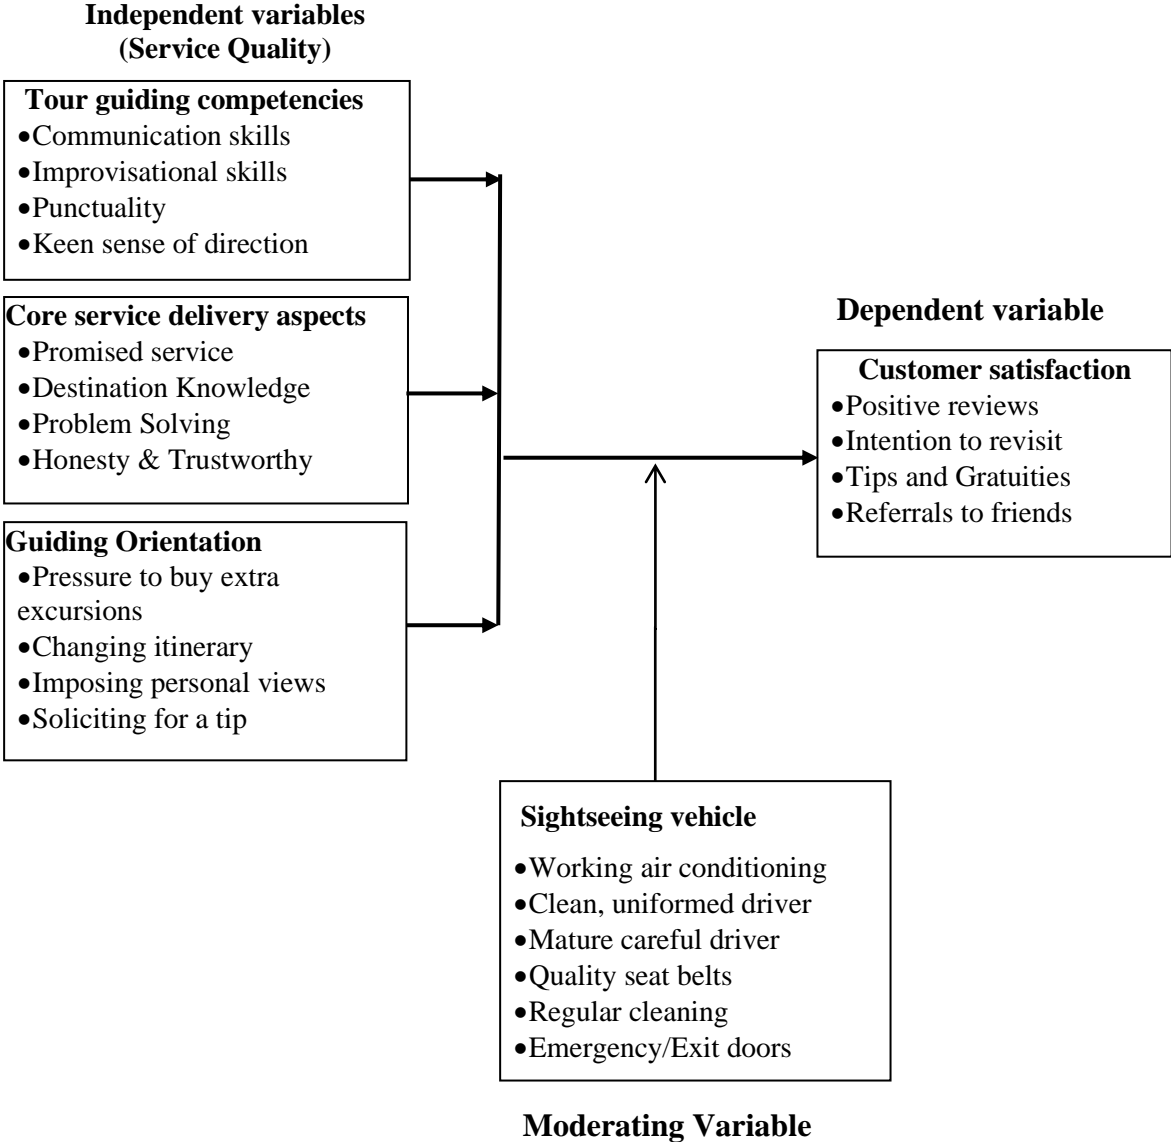 Independent variables
(Service Quality)
Tour guiding competencies
•Communication skills
•Improvisational skills
•Punctuality
•Keen sense of direction
Core service delivery aspects
•Promised service
•Destination Knowledge
•Problem Solving
•Honesty & Trustworthy
Guiding Orientation
•Pressure to buy extra
excursions
•Changing itinerary
•Imposing personal views
•Soliciting for a tip
Dependent variable
Customer satisfaction
•Positive reviews
•Intention to revisit
•Tips and Gratuities
•Referrals to friends
Sightseeing vehicle
•Working air conditioning
•Clean, uniformed driver
•Mature careful driver
•Quality seat belts
•Regular cleaning
•Emergency/Exit doors
Moderating Variable